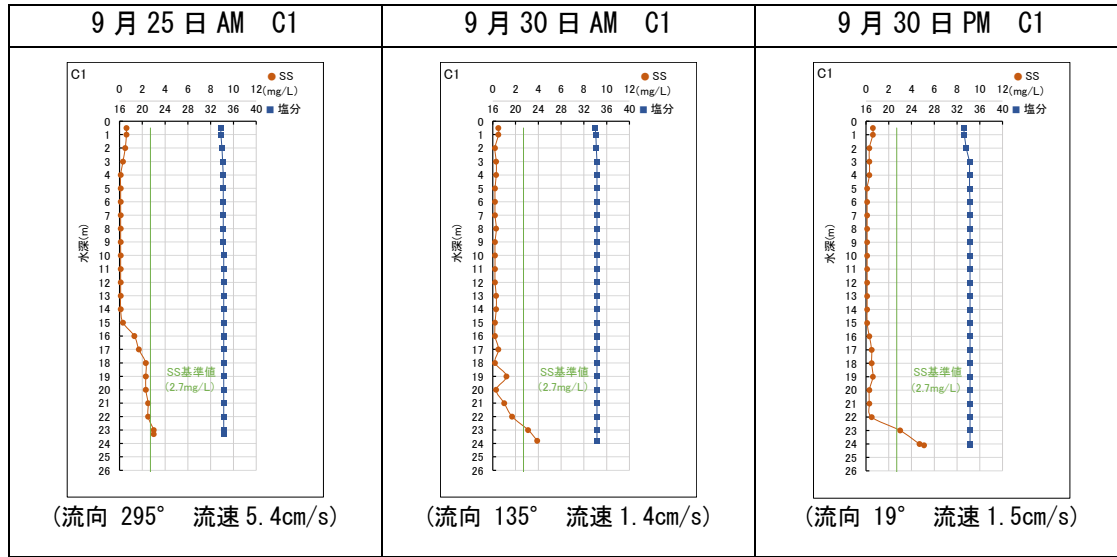 9月25日AM C1
9月30日AM C1
9月30日PM C1
C1
SS
0 2 4 6 8 10 12(mg/L)
16 20 24 28 32 36 40
塩分
水深(m)
0
1
2
3
4
5
6
7
8
9
10
11
12
13
14
15
16
17
18
19
20
21
22
23
24
25
26
SS基準値
(2.7mg/L)
(流向 295° 流速5.4cm/s)
C1
SS
0 2 4 6 8 10 12(mg/L)
16 20 24 28 32 36 40
塩分
水深(m)
0
1
2
3
4
5
6
7
8
9
10
11
12
13
14
15
16
17
18
19
20
21
22
23
24
25
26
SS基準値
(2.7mg/L)
(流向 135° 流速1.4cm/s)
C1
SS
0 2 4 6 8 10 12(mg/L)
16 20 24 28 32 36 40
塩分
水深(m)
0
1
2
3
4
5
6
7
8
9
10
11
12
13
14
15
16
17
18
19
20
21
22
23
24
25
26
SS基準値
(2.7mg/L)
(流向 19° 流速1.5cm/s)